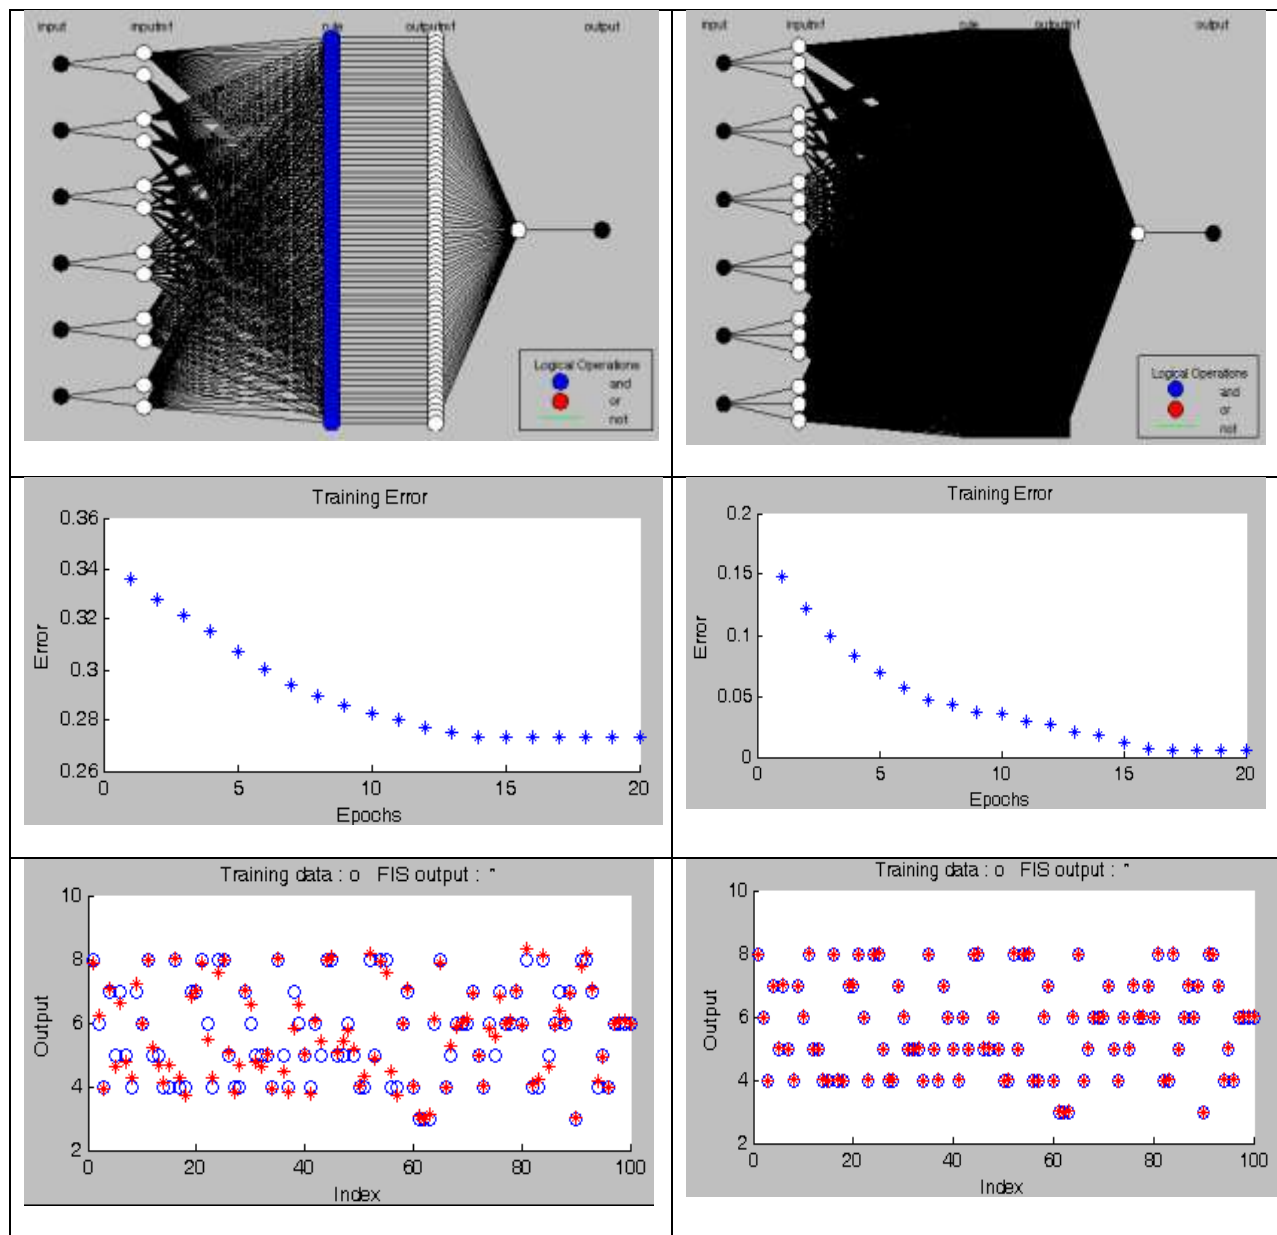 input inputmf rule outputmf output
Logical Operations
and
or
not
input inputmf rule outputmf output
Logical Operations
and
or
not
Training Error
0.36
0.34
0.32
0.3
0.28
0.26
Error
0 5 10 15 20
Epochs
Training Error
0.2
0.15
0.1
0.05
0
Error
0 5 10 15 20
Epochs
Training data : o FIS output : *
10
8
6
4
2
Output
0 20 40 60 80 100
Index
Training data : o FIS output : *
10
8
6
4
2
Output
0 20 40 60 80 100
Index